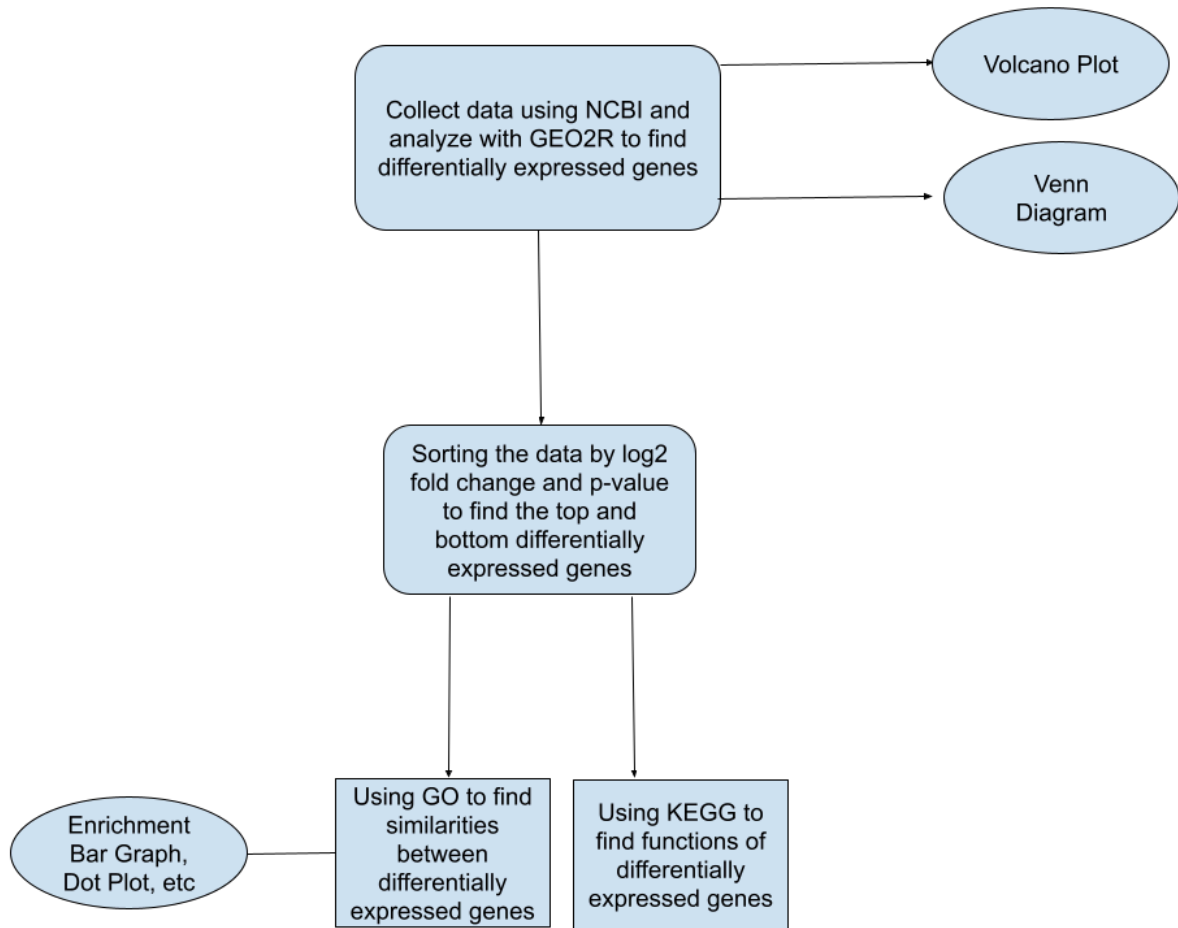 Collect data using NCBI and
analyze with GEO2R to find
differentially expressed genes
Volcano Plot
Venn
Diagram
Sorting the data by log2
fold change and p-value
to find the top and
bottom differentially
expressed genes
Enrichment
Bar Graph,
Dot Plot, etc
Using GO to find
similarities
between
differentially
expressed genes
Using KEGG to
find functions of
differentially
expressed genes